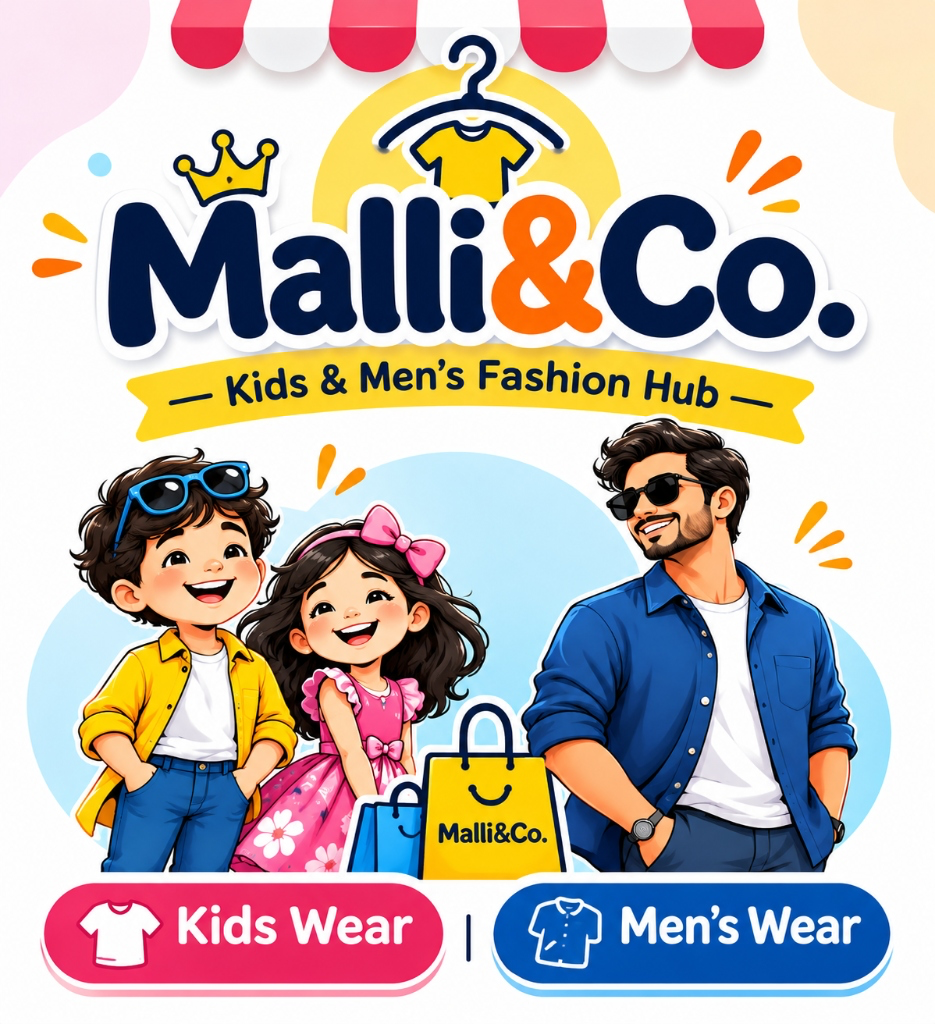 Malli&Co.
— Kids & Men's Fashion Hub —
Malli&Co.
Kids Wear | Men's Wear